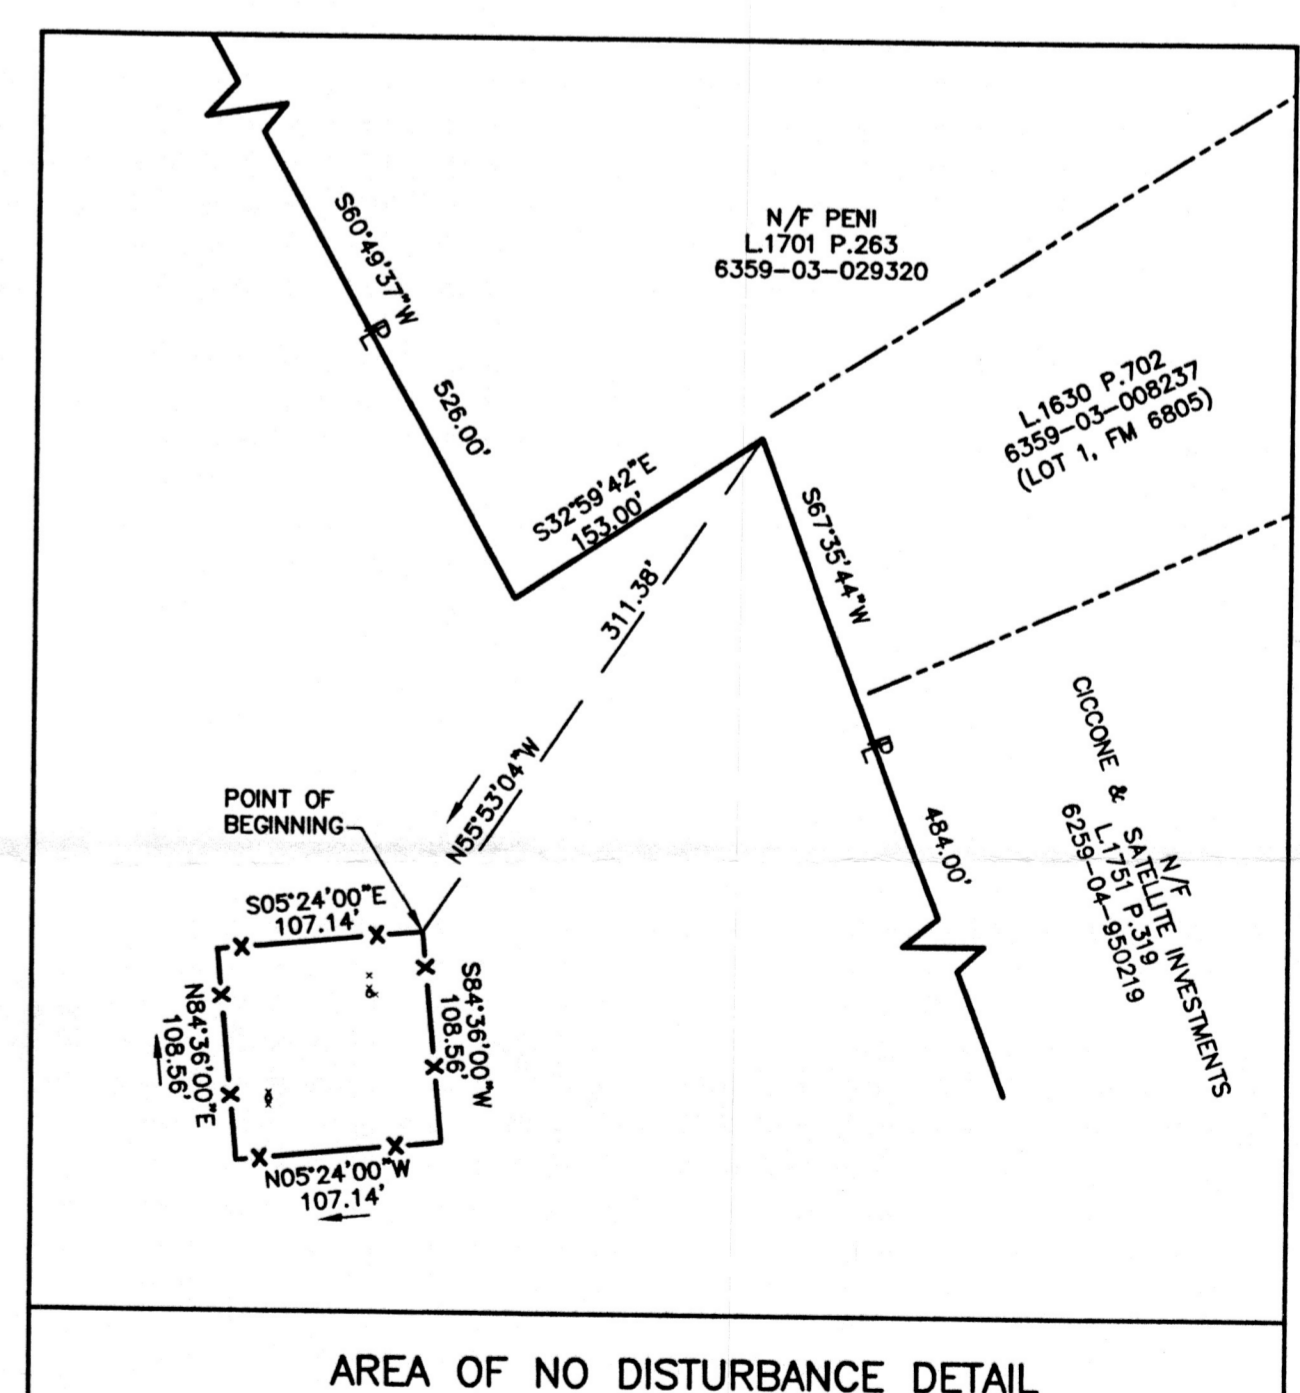 N/F PENI
L.1701 P.263
6359-03-029320
S60°49'37"W
526.00'
L.1630 P.702
6359-03-008237
(LOT 1, FM 6805)
S32°59'42"E
153.00'
S67°35'44"W
484.00'
311.38'
N55°53'04"W
N/F
CICCONE & SATELLITE INVESTMENTS
L.1751 P.319
6259-04-950219
POINT OF
BEGINNING
S05°24'00"E
107.14'
S84°36'00"W
108.56'
N84°36'00"E
108.56'
N05°24'00"W
107.14'
AREA OF NO DISTURBANCE DETAIL